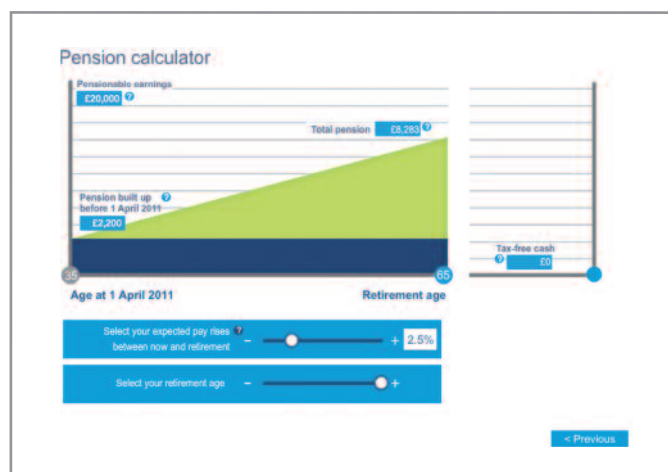 Pension calculator
Pensionable earnings
£20,000 ?
Total pension £8,283 ?
Pension built up ?
before 1 April 2011
£2,200
Tax-free cash
? £0
35
65
Age at 1 April 2011
Retirement age
Select your expected pay rises ?
between now and retirement
- + 2.5%
Select your retirement age - +
< Previous